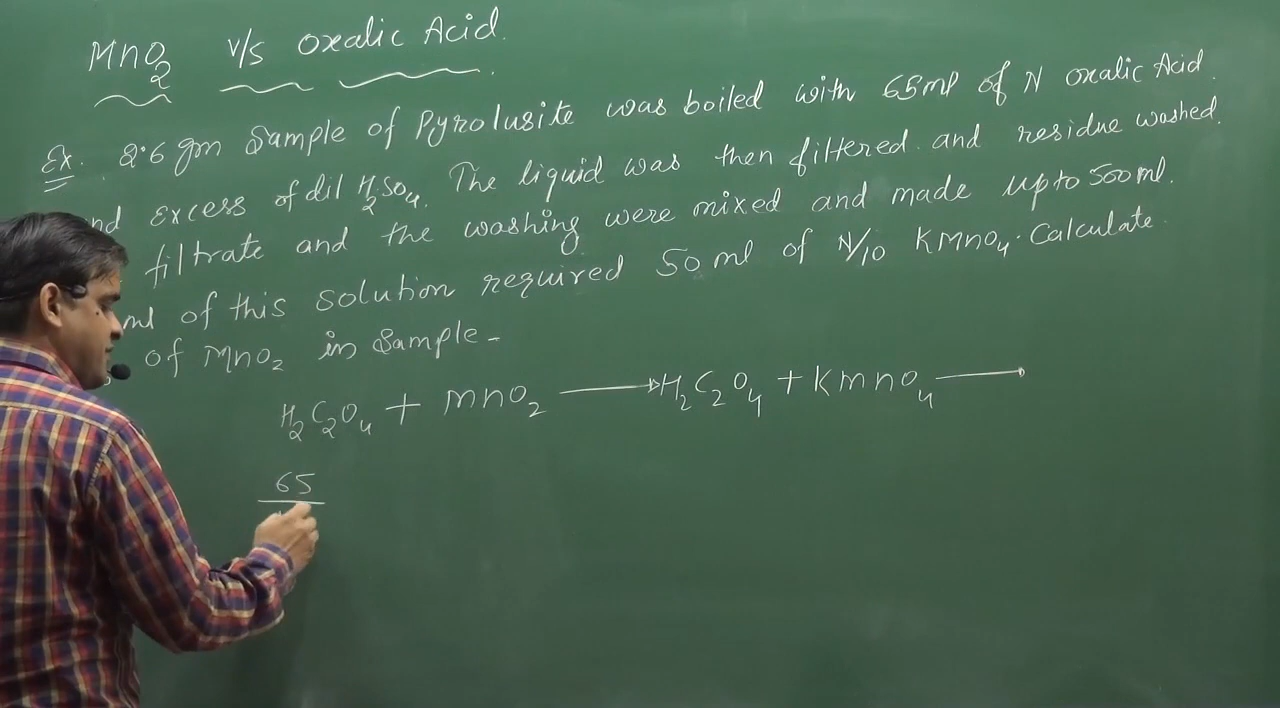 MnO₂ v/s Oxalic Acid.
Ex. 2.6 gm Sample of Pyrolusite was boiled with 65ml of N oxalic Acid.
nd Excess of dil H₂SO₄. The liquid was then filtered and residue washed.
filtrate and the washing were mixed and made upto 500ml.
ml of this solution required 50ml of N/10 KMnO₄. Calculate
of MnO₂ in Sample-
H₂C₂O₄ + MnO₂ ⟶ H₂C₂O₄ + KMnO₄ ⟶
65